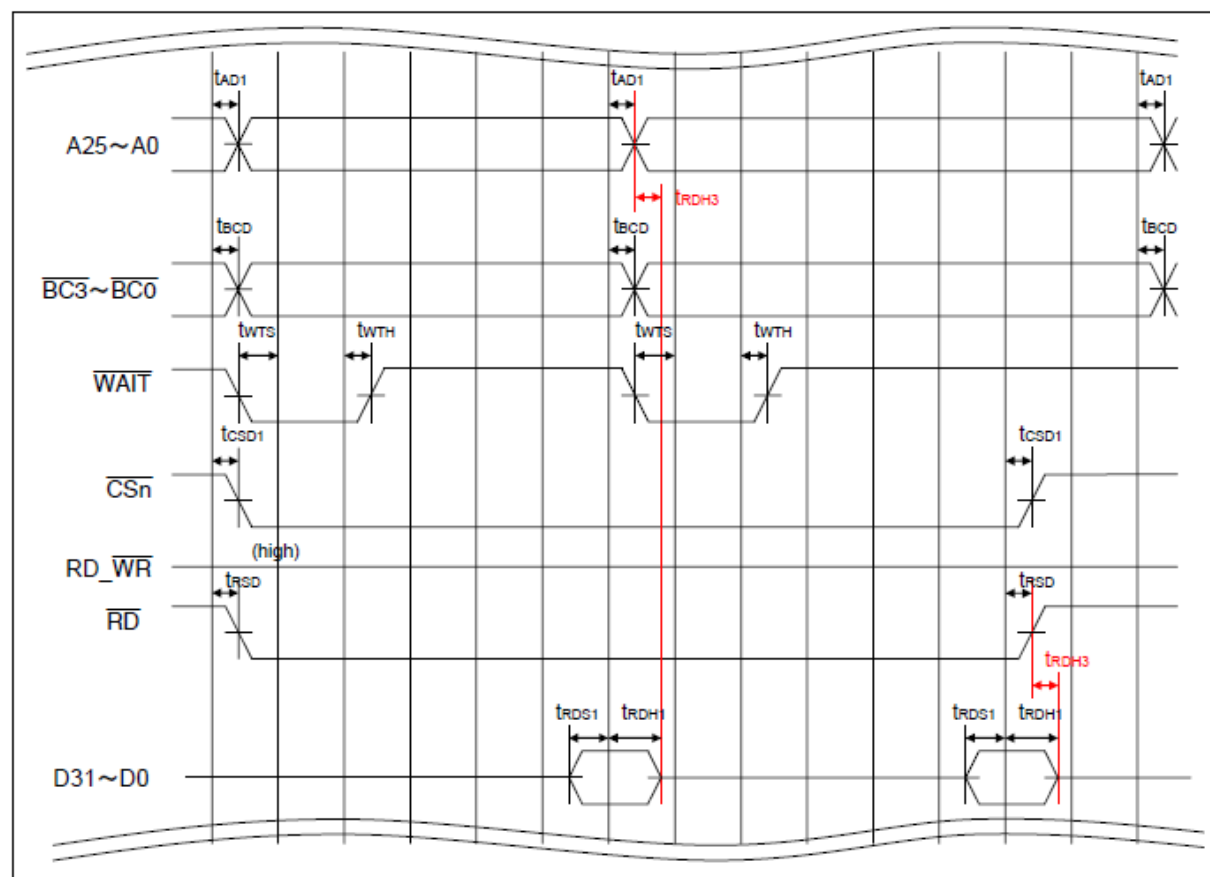 tAD1 tAD1 tAD1
A25～A0
tRDH3
tBCD tBCD tBCD
BC3～BC0
tWTS tWTH tWTS tWTH
WAIT
tCSD1 tCSD1
CSn
(high)
RD_WR
tRSD tRSD
RD
tRDH3
tRDS1 tRDH1 tRDS1 tRDH1
D31～D0